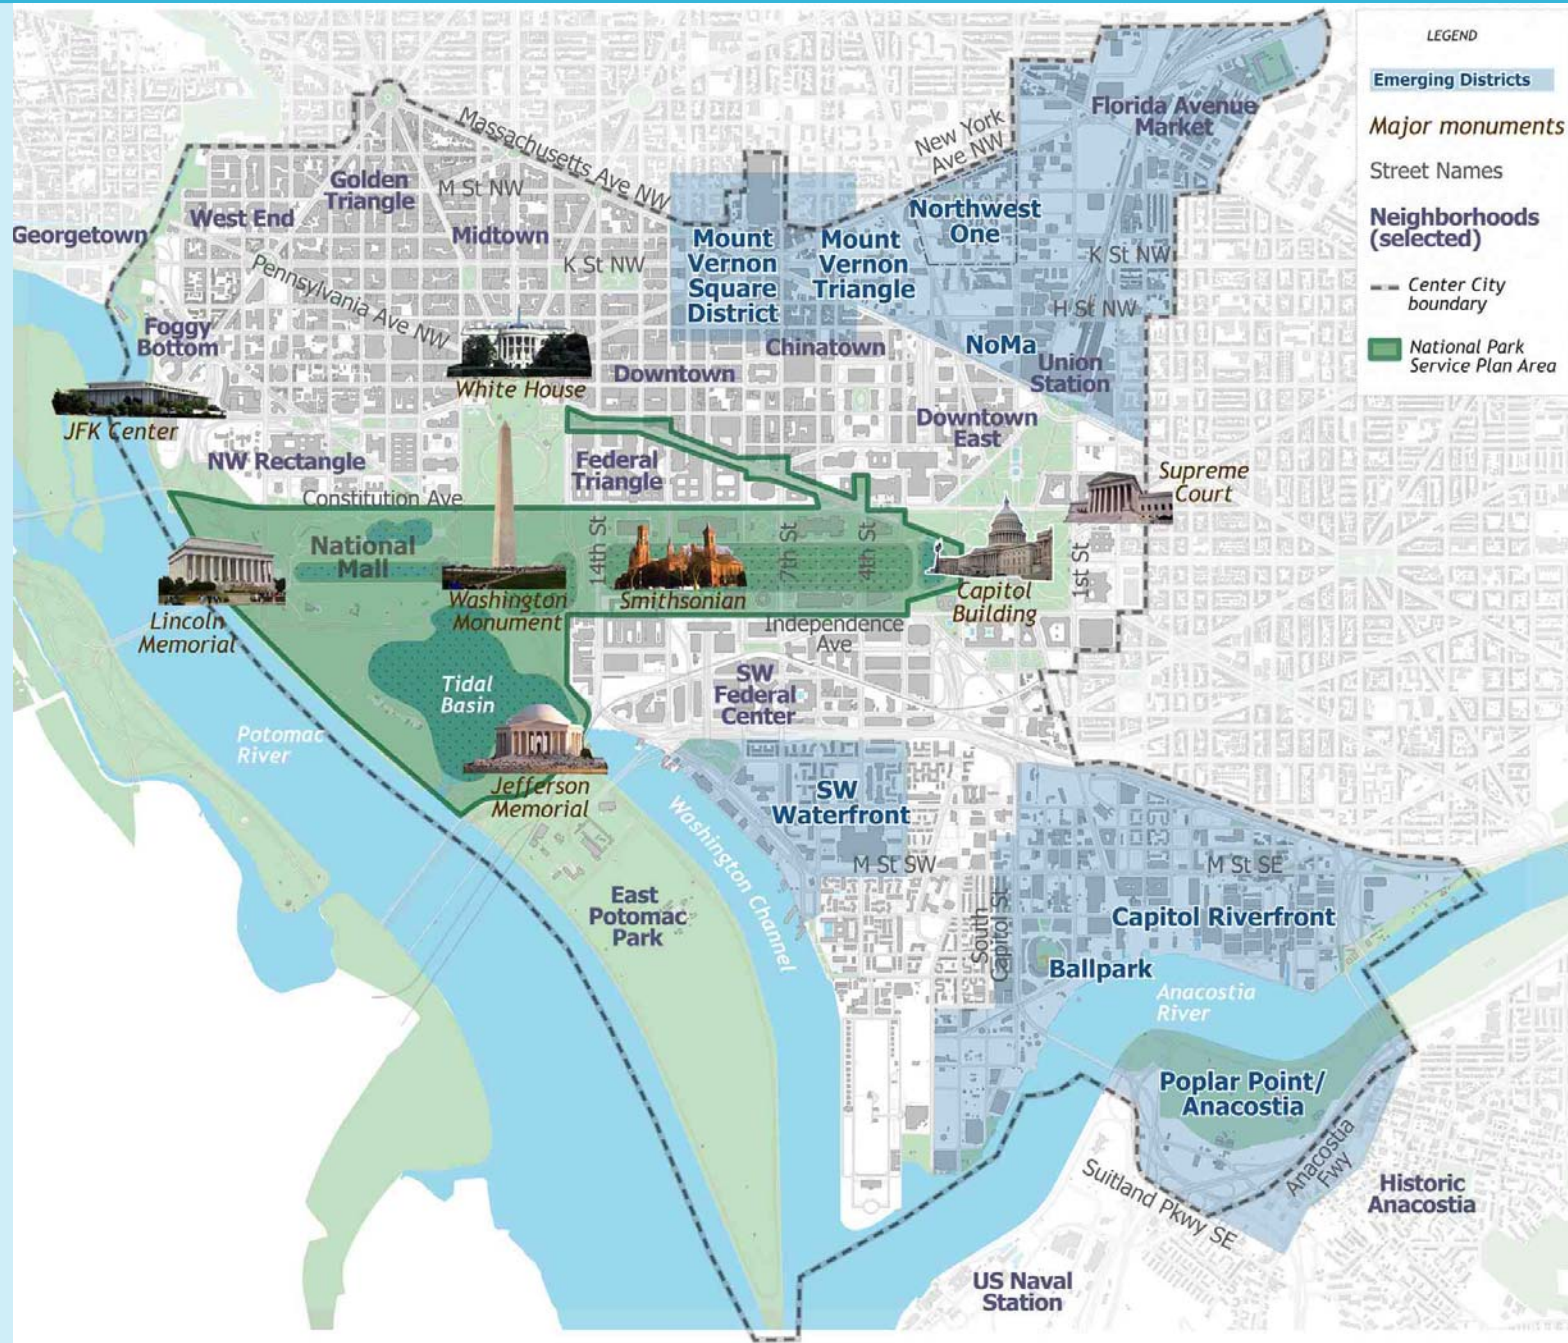 LEGEND
Emerging Districts
Major monuments
Street Names
Neighborhoods
(selected)
Center City
boundary
National Park
Service Plan Area
Florida Avenue
Market
Massachusetts Ave NW
New York
Ave NW
Golden
Triangle
M St NW
West End
Georgetown
Midtown
Northwest
One
Mount
Vernon
Square
District
Mount
Vernon
Triangle
K St NW
K St NW
Pennsylvania Ave NW
H St NW
Foggy
Bottom
Chinatown
NoMa
Union
Station
White House
Downtown
JFK Center
Downtown
East
NW Rectangle
Federal
Triangle
Supreme
Court
Constitution Ave
National
Mall
14th St
7th St
4th St
1st St
Washington
Monument
Smithsonian
Capitol
Building
Lincoln
Memorial
Independence
Ave
Tidal
Basin
SW
Federal
Center
Potomac
River
Jefferson
Memorial
SW
Waterfront
Washington Channel
M St SW
M St SE
East
Potomac
Park
South
Capitol St
Capitol Riverfront
Ballpark
Anacostia
River
Poplar Point/
Anacostia
Anacostia
Fwy
Suitland Pkwy SE
Historic
Anacostia
US Naval
Station